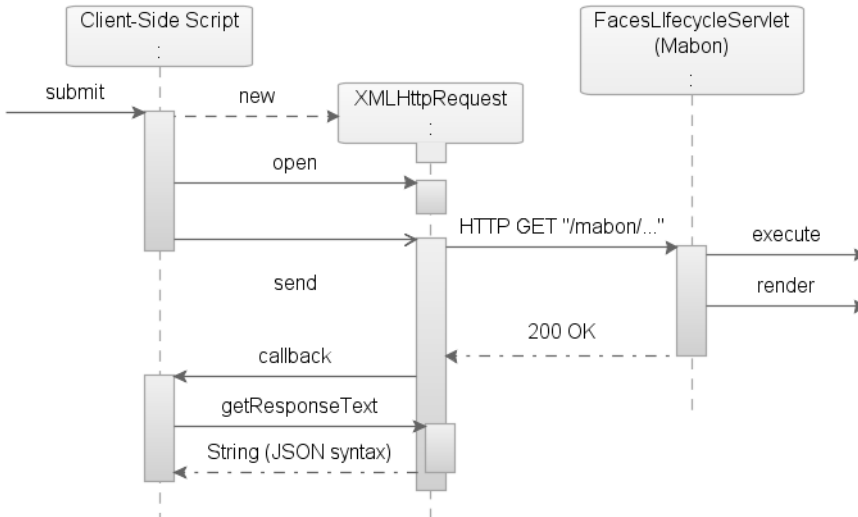 Client-Side Script
:
FacesLIfecycleServlet
(Mabon)
:
submit
new
XMLHttpRequest
:
open
HTTP GET "/mabon/..."
execute
send
render
200 OK
callback
getResponseText
String (JSON syntax)